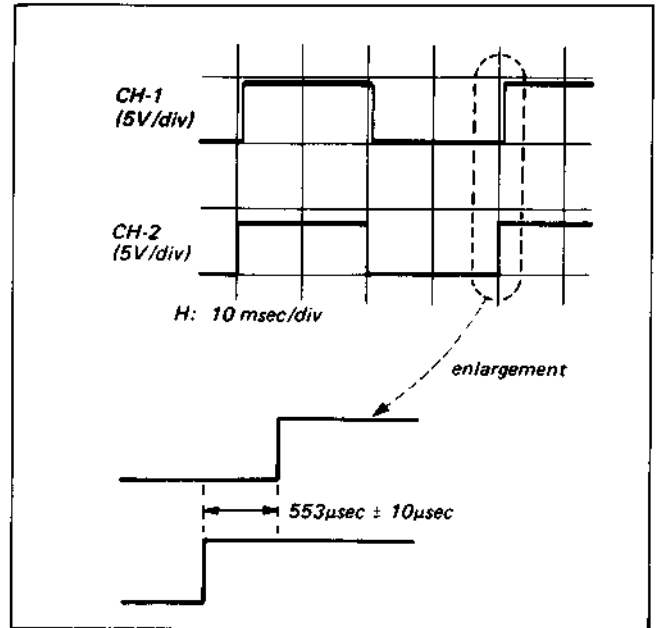 CH-1
(5V/div)
CH-2
(5V/div)
H: 10 msec/div
enlargement
553μsec ± 10μsec